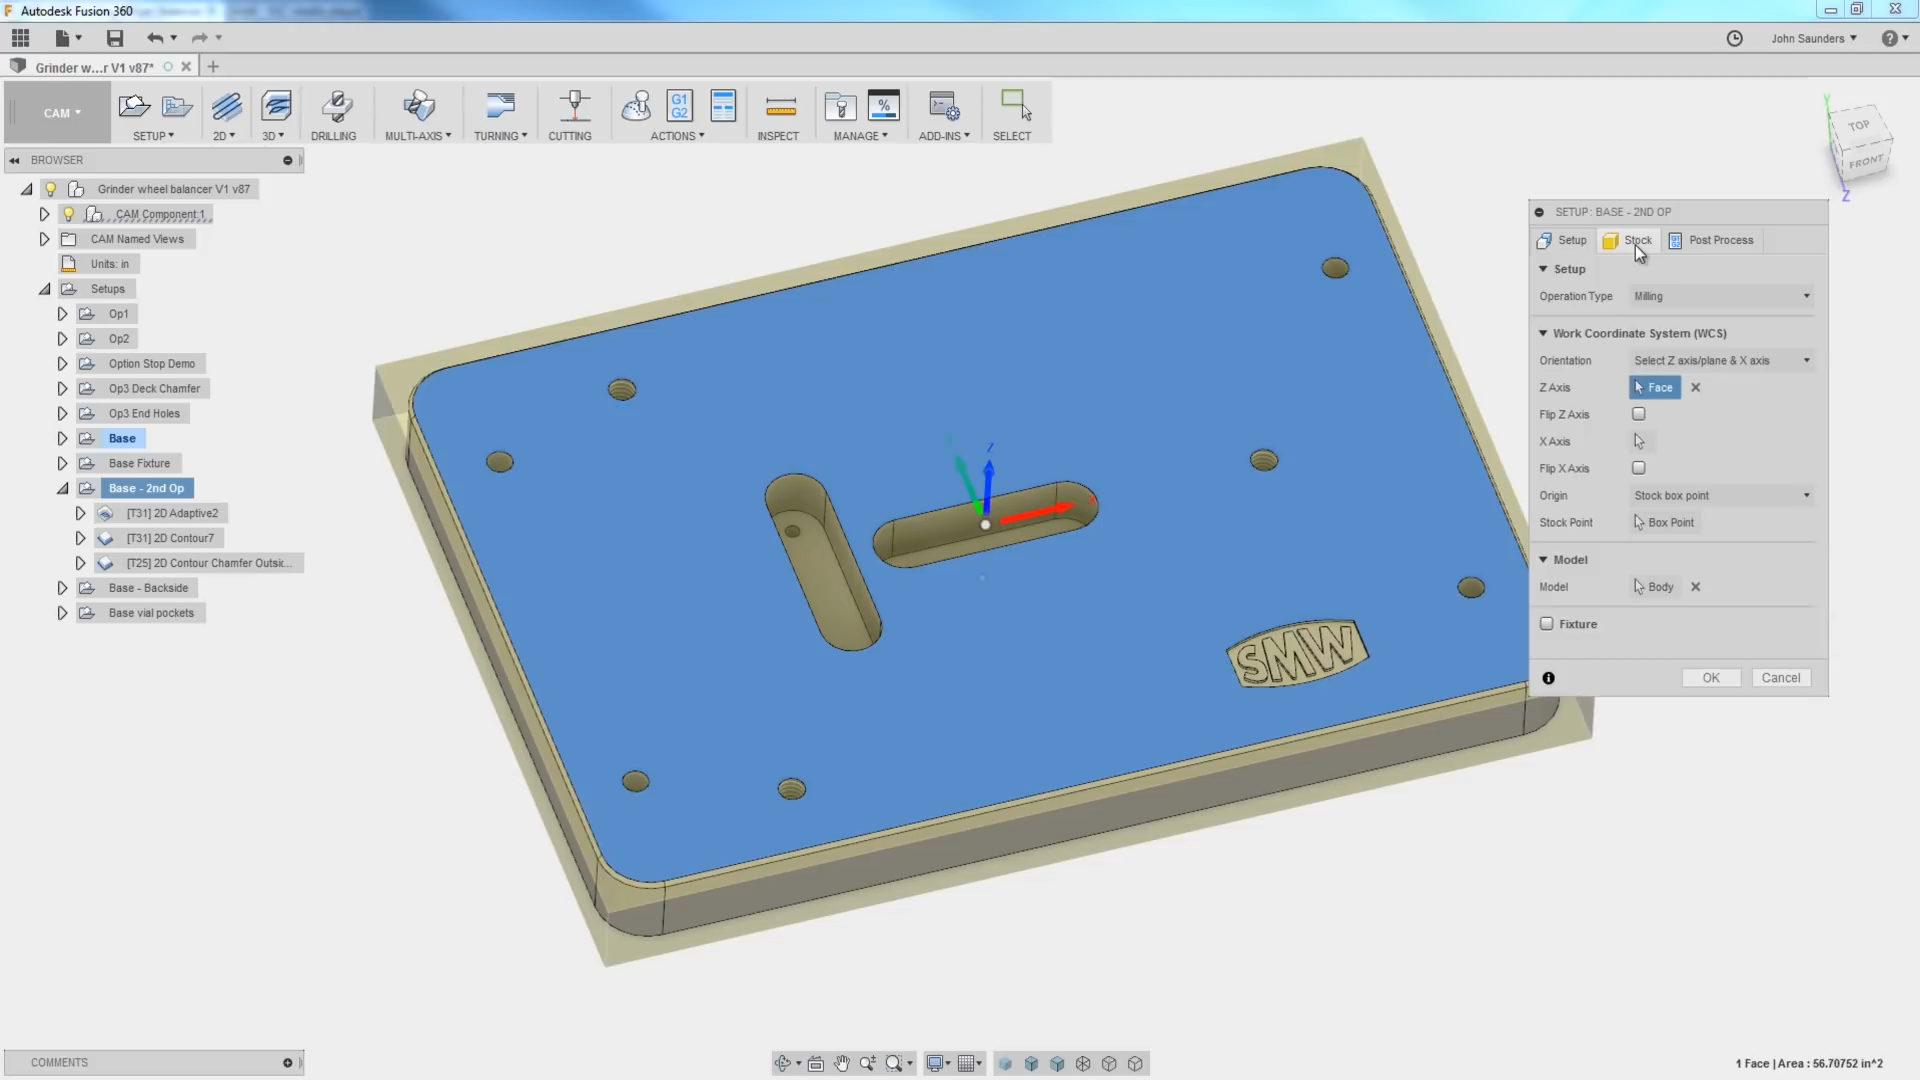 Autodesk Fusion 360
John Saunders
Grinder w...r V1 v87*
CAM
SETUP
2D
3D
DRILLING
MULTI-AXIS
TURNING
CUTTING
G1
G2
ACTIONS
INSPECT
%
MANAGE
ADD-INS
SELECT
TOP
FRONT
Y
Z
BROWSER
Grinder wheel balancer V1 v87
CAM Component:1
CAM Named Views
Units: in
Setups
Op1
Op2
Option Stop Demo
Op3 Deck Chamfer
Op3 End Holes
Base
Base Fixture
Base - 2nd Op
[T31] 2D Adaptive2
[T31] 2D Contour7
[T25] 2D Contour Chamfer Outsi...
Base - Backside
Base vial pockets
Z
X
SMW
SETUP : BASE - 2ND OP
Setup
Stock
Post Process
Setup
Operation Type Milling
Work Coordinate System (WCS)
Orientation Select Z axis/plane & X axis
Z Axis Face
Flip Z Axis
X Axis
Flip X Axis
Origin Stock box point
Stock Point Box Point
Model
Model Body
Fixture
OK Cancel
COMMENTS
1 Face | Area : 56.70752 in^2